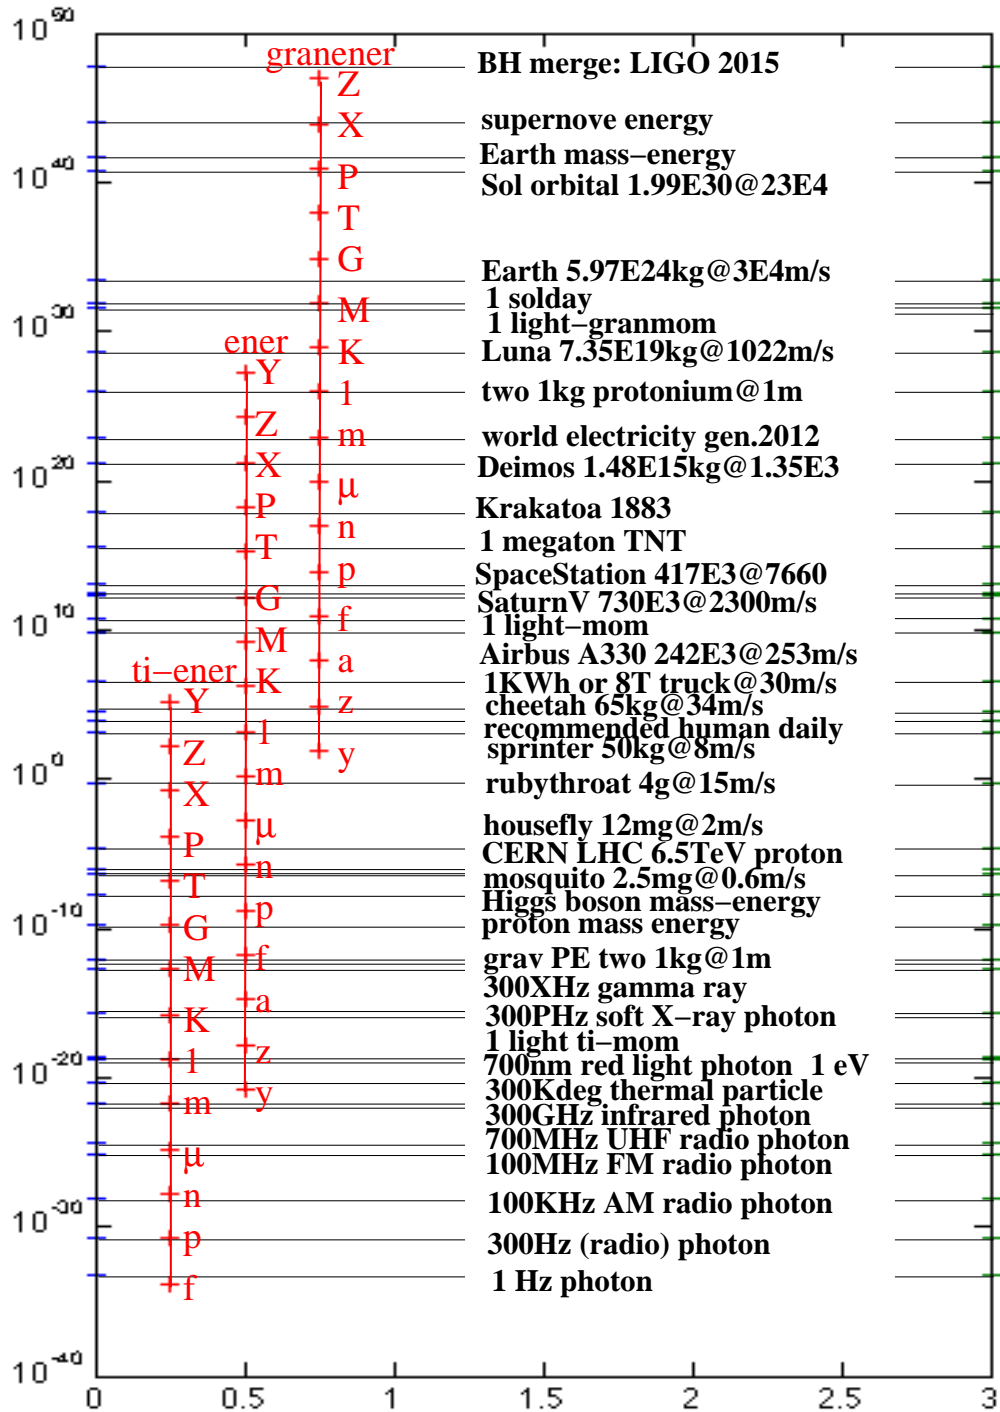 10^50
granener
BH merge: LIGO 2015
Z
X
supernove energy
Earth mass−energy
10^40
P
Sol orbital 1.99E30@23E4
T
G
Earth 5.97E24kg@3E4m/s
1 solday
M
10^30
1 light−granmom
ener
K
Luna 7.35E19kg@1022m/s
Y
1
two 1kg protonium@1m
Z
m
world electricity gen.2012
X
Deimos 1.48E15kg@1.35E3
10^20
μ
P
n
Krakatoa 1883
T
1 megaton TNT
p
SpaceStation 417E3@7660
G
SaturnV 730E3@2300m/s
10^10
f
1 light−mom
M
a
Airbus A330 242E3@253m/s
ti−ener
K
1KWh or 8T truck@30m/s
Y
z
cheetah 65kg@34m/s
1
recommended human daily
Z
y
sprinter 50kg@8m/s
10^0
m
rubythroat 4g@15m/s
X
μ
housefly 12mg@2m/s
P
CERN LHC 6.5TeV proton
n
T
mosquito 2.5mg@0.6m/s
Higgs boson mass−energy
10^-10
p
G
proton mass energy
f
M
grav PE two 1kg@1m
300XHz gamma ray
a
K
300PHz soft X−ray photon
1 light ti−mom
z
1
700nm red light photon 1 eV
10^-20
y
300Kdeg thermal particle
m
300GHz infrared photon
700MHz UHF radio photon
μ
100MHz FM radio photon
n
100KHz AM radio photon
10^-30
p
300Hz (radio) photon
f
1 Hz photon
10^-40
0 0.5 1 1.5 2 2.5 3